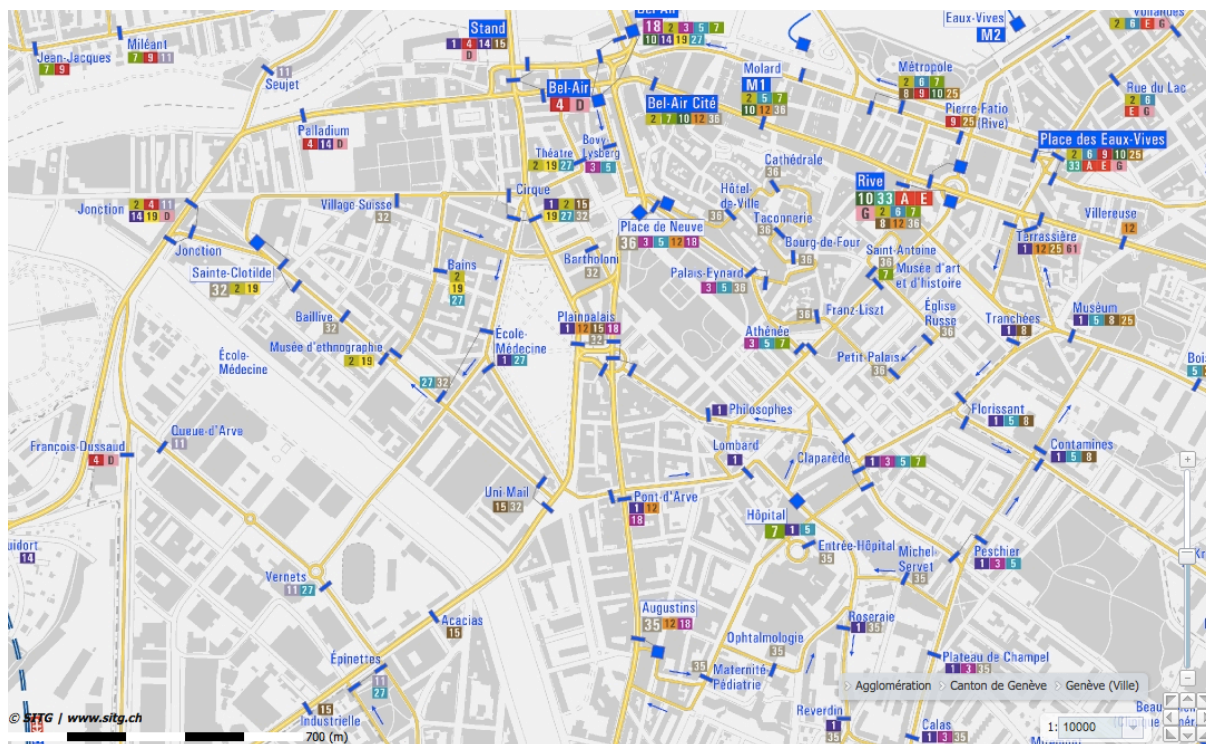 Bel-Air
18 2 3 5 7
10 14 19 27
Stand
1 4 14 15
D
Miléant
7 9 11
Jean-Jacques
7 9
11
Seujet
Eaux-Vives
M2
Vollandes
2 6 E G
Molard
M1
2 5 7
10 12 36
Métropole
2 6 7
8 9 10 25
Rue du Lac
2 6
E G
Bel-Air
4 D
Bel-Air Cité
2 7 10 12 36
Pierre-Fatio
(Rive)
9 25
Palladium
4 14 D
Place des Eaux-Vives
2 6 9 10 25
33 A E G
Bovy
Lysberg
3 5
Théatre
2 19 27
Cathédrale
36
Rive
10 33 A E
G 2 6 7
8 12 36
Cirque
1 2 15
19 27 32
Hôtel-
de-Ville
36
Taconnerie
36
Jonction
2 4 11
14 19 D
Village-Suisse
32
Place de Neuve
36 3 5 12 18
Villereuse
12
Terrassière
1 12 25 61
Jonction
Bourg-de-Four
36
Saint-Antoine
36
Musée d'art
et d'histoire
7
Bartholoni
32
Bains
2
19
27
Palais-Eynard
3 5 36
Sainte-Clotilde
32 2 19
Baillive
32
Plainpalais
1 12 15 18
32
36
Franz-Liszt
Église
Russe
36
Tranchées
1 8
Muséum
1 5 8 25
École-
Médecine
1 27
Athénée
3 5 7
Musée d'ethnographie
2 19
École-
Médecine
27 32
Petit-Palais
36
Bois
5
1 Philosophes
Florissant
1 5 8
Queue-d'Arve
11
François-Dussaud
4 D
Lombard
1
Claparède
1 3 5 7
Contamines
1 5 8
Uni-Mail
15 32
Pont-d'Arve
1 12
18
Hôpital
7 1 5
Entrée-Hôpital
35
Michel-
Servet
35
Peschier
1 3 5
14
Kr
Vernets
11 27
Acacias
15
Augustins
35 12 18
Roseraie
1 35
Ophtalmologie
35
Plateau de Champel
1 3 35
Épinettes
11
27
35
Maternité-
Pédiatrie
Agglomération
Canton de Genève
Genève (Ville)
Industrielle
15
Reverdin
1
35
Calas
1 3 35
© SITG | www.sitg.ch
700 (m)
1: 10000